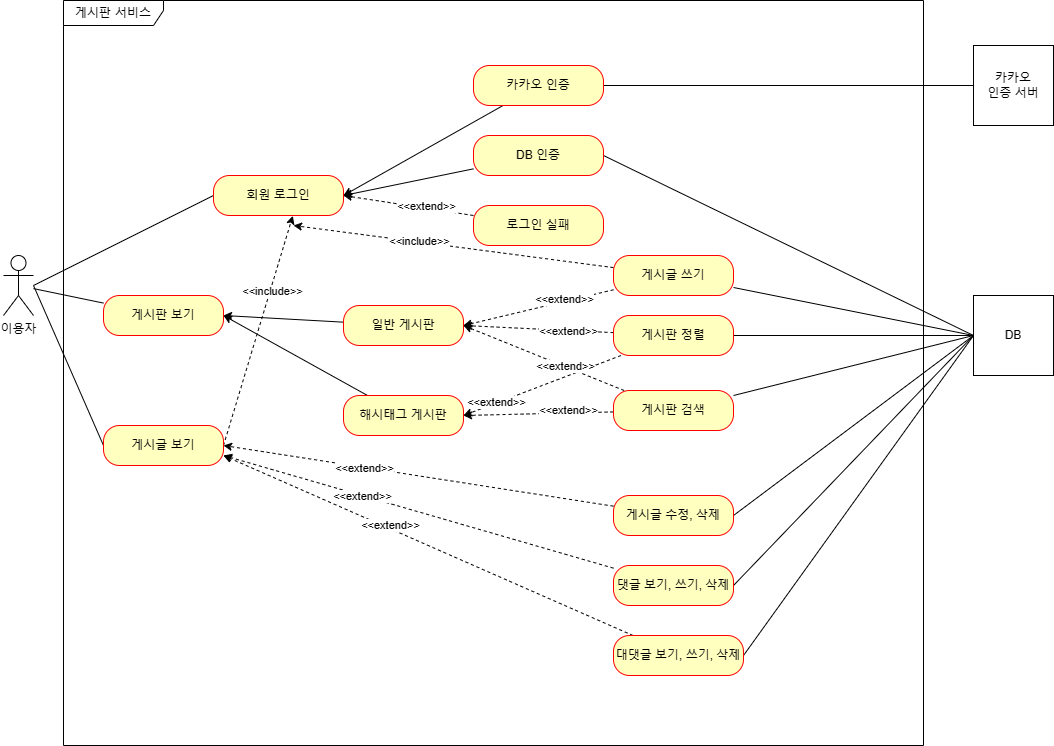 게시판 서비스
카카오 인증
카카오
인증 서버
DB 인증
회원 로그인
<<extend>>
로그인 실패
<<include>>
게시글 쓰기
<<include>>
<<extend>>
이용자
게시판 보기
일반 게시판
<<extend>>
게시판 정렬
DB
<<extend>>
<<extend>>
해시태그 게시판
<<extend>>
게시판 검색
게시글 보기
<<extend>>
<<extend>>
게시글 수정, 삭제
<<extend>>
댓글 보기, 쓰기, 삭제
대댓글 보기, 쓰기, 삭제